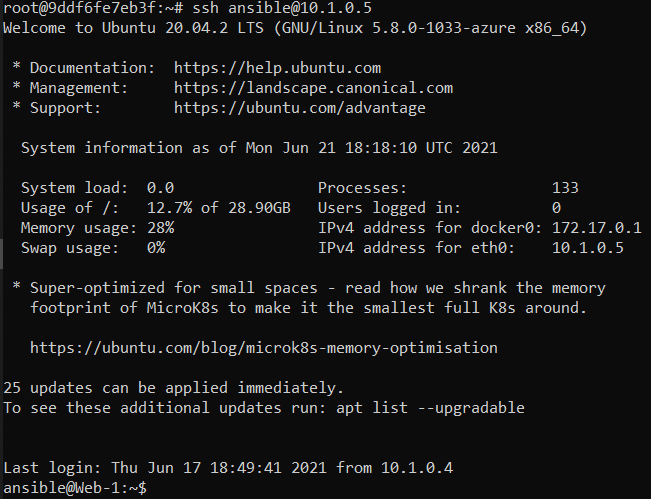 root@9ddf6fe7eb3f:~# ssh ansible@10.1.0.5
Welcome to Ubuntu 20.04.2 LTS (GNU/Linux 5.8.0-1033-azure x86_64)

 * Documentation:  https://help.ubuntu.com
 * Management:     https://landscape.canonical.com
 * Support:        https://ubuntu.com/advantage

  System information as of Mon Jun 21 18:18:10 UTC 2021

  System load:  0.0                Processes:                133
  Usage of /:   12.7% of 28.90GB   Users logged in:          0
  Memory usage: 28%                IPv4 address for docker0: 172.17.0.1
  Swap usage:   0%                 IPv4 address for eth0:    10.1.0.5

 * Super-optimized for small spaces - read how we shrank the memory
   footprint of MicroK8s to make it the smallest full K8s around.

   https://ubuntu.com/blog/microk8s-memory-optimisation

25 updates can be applied immediately.
To see these additional updates run: apt list --upgradable


Last login: Thu Jun 17 18:49:41 2021 from 10.1.0.4
ansible@Web-1:~$